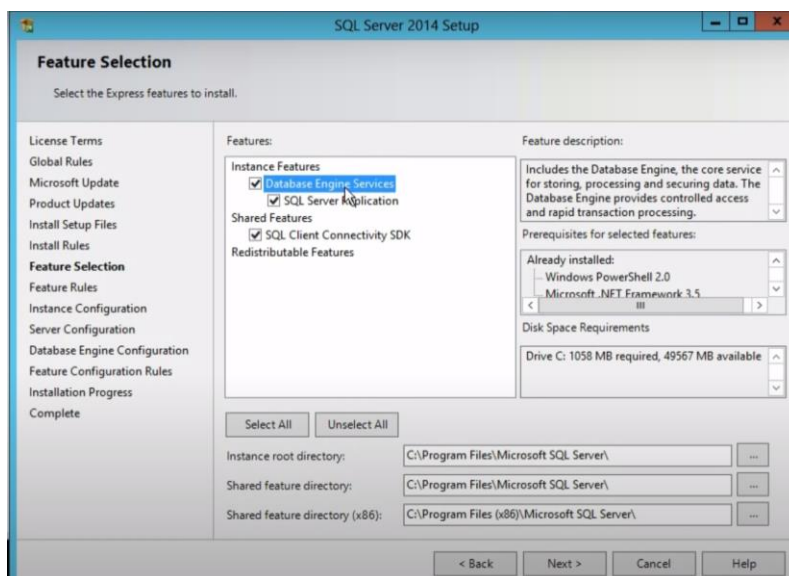 SQL Server 2014 Setup
Feature Selection
Select the Express features to install.
License Terms
Global Rules
Microsoft Update
Product Updates
Install Setup Files
Install Rules
Feature Selection
Feature Rules
Instance Configuration
Server Configuration
Database Engine Configuration
Feature Configuration Rules
Installation Progress
Complete
Features:
Instance Features
Database Engine Services
SQL Server Replication
Shared Features
SQL Client Connectivity SDK
Redistributable Features
Select All
Unselect All
Feature description:
Includes the Database Engine, the core service
for storing, processing and securing data. The
Database Engine provides controlled access
and rapid transaction processing.
Prerequisites for selected features:
Already installed:
Windows PowerShell 2.0
Microsoft .NET Framework 3.5
Disk Space Requirements
Drive C: 1058 MB required, 49567 MB available
Instance root directory:
C:\Program Files\Microsoft SQL Server\
...
Shared feature directory:
C:\Program Files\Microsoft SQL Server\
...
Shared feature directory (x86):
C:\Program Files (x86)\Microsoft SQL Server\
...
< Back
Next >
Cancel
Help